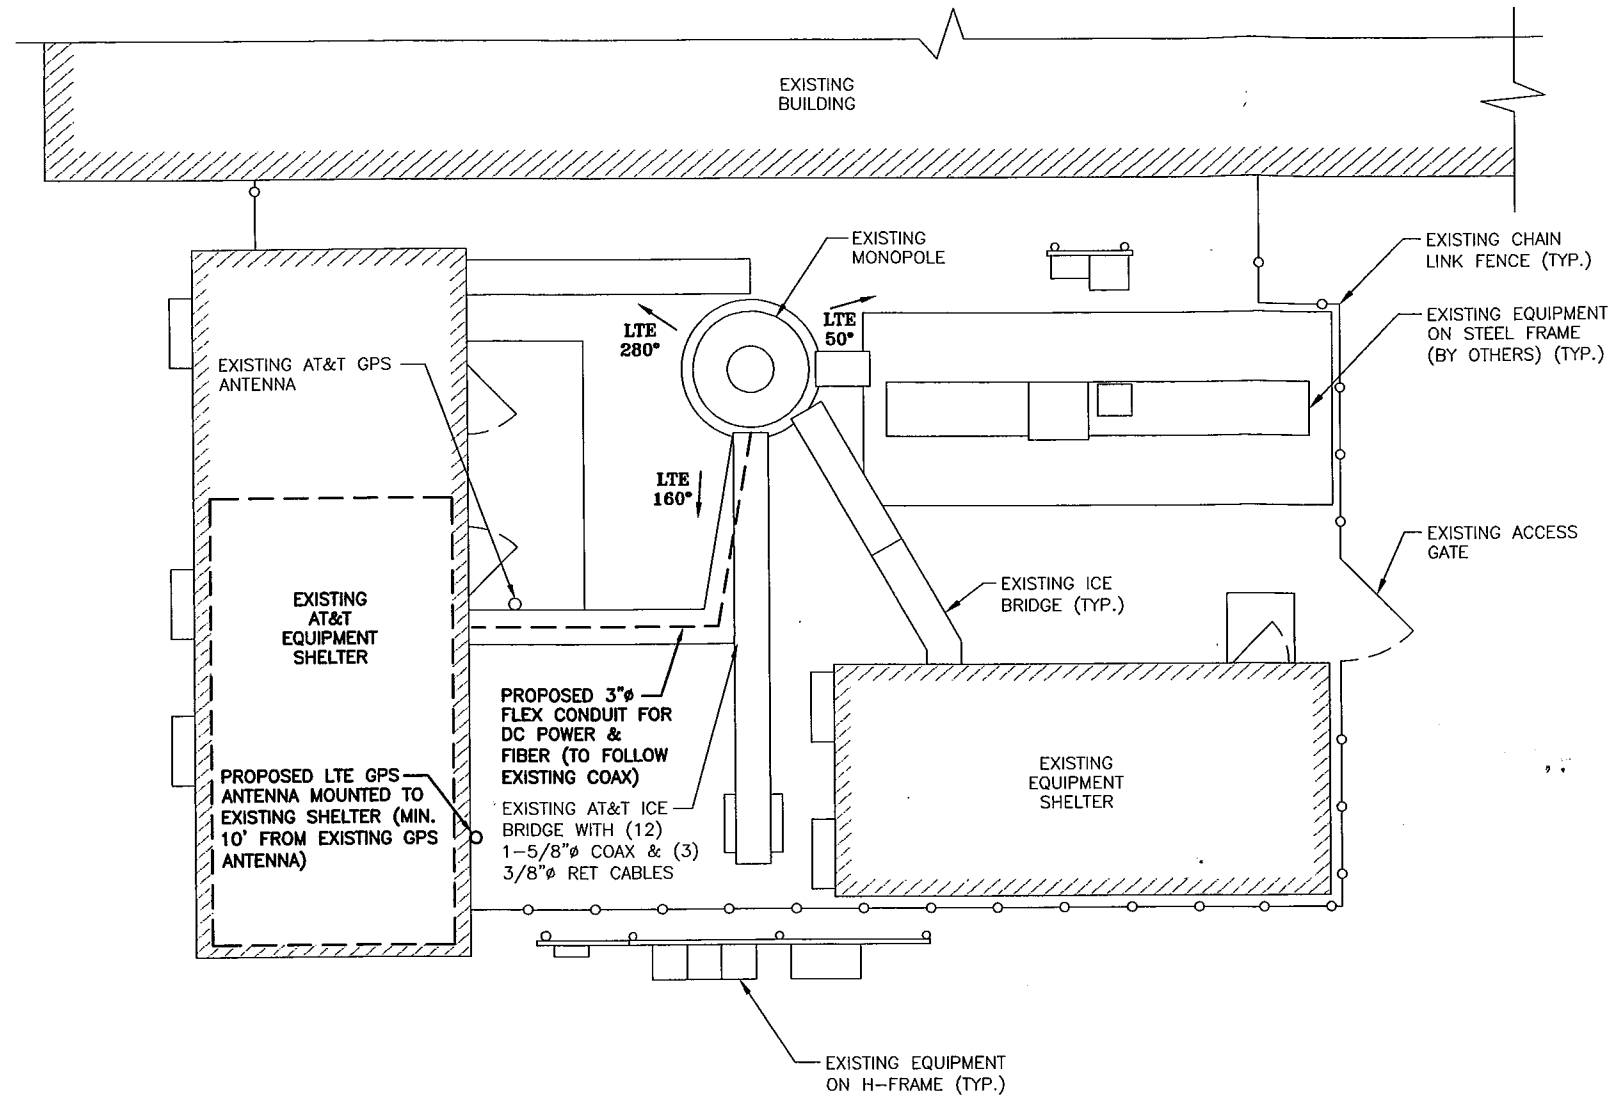 EXISTING
BUILDING
EXISTING
MONOPOLE
EXISTING CHAIN
LINK FENCE (TYP.)
LTE
280°
LTE
50°
EXISTING EQUIPMENT
ON STEEL FRAME
(BY OTHERS) (TYP.)
EXISTING AT&T GPS
ANTENNA
LTE
160°
EXISTING ACCESS
GATE
EXISTING ICE
BRIDGE (TYP.)
EXISTING
AT&T
EQUIPMENT
SHELTER
PROPOSED 3"ø
FLEX CONDUIT FOR
DC POWER &
FIBER (TO FOLLOW
EXISTING COAX)
PROPOSED LTE GPS
ANTENNA MOUNTED TO
EXISTING SHELTER (MIN.
10' FROM EXISTING GPS
ANTENNA)
EXISTING AT&T ICE
BRIDGE WITH (12)
1-5/8"ø COAX & (3)
3/8"ø RET CABLES
EXISTING
EQUIPMENT
SHELTER
EXISTING EQUIPMENT
ON H-FRAME (TYP.)